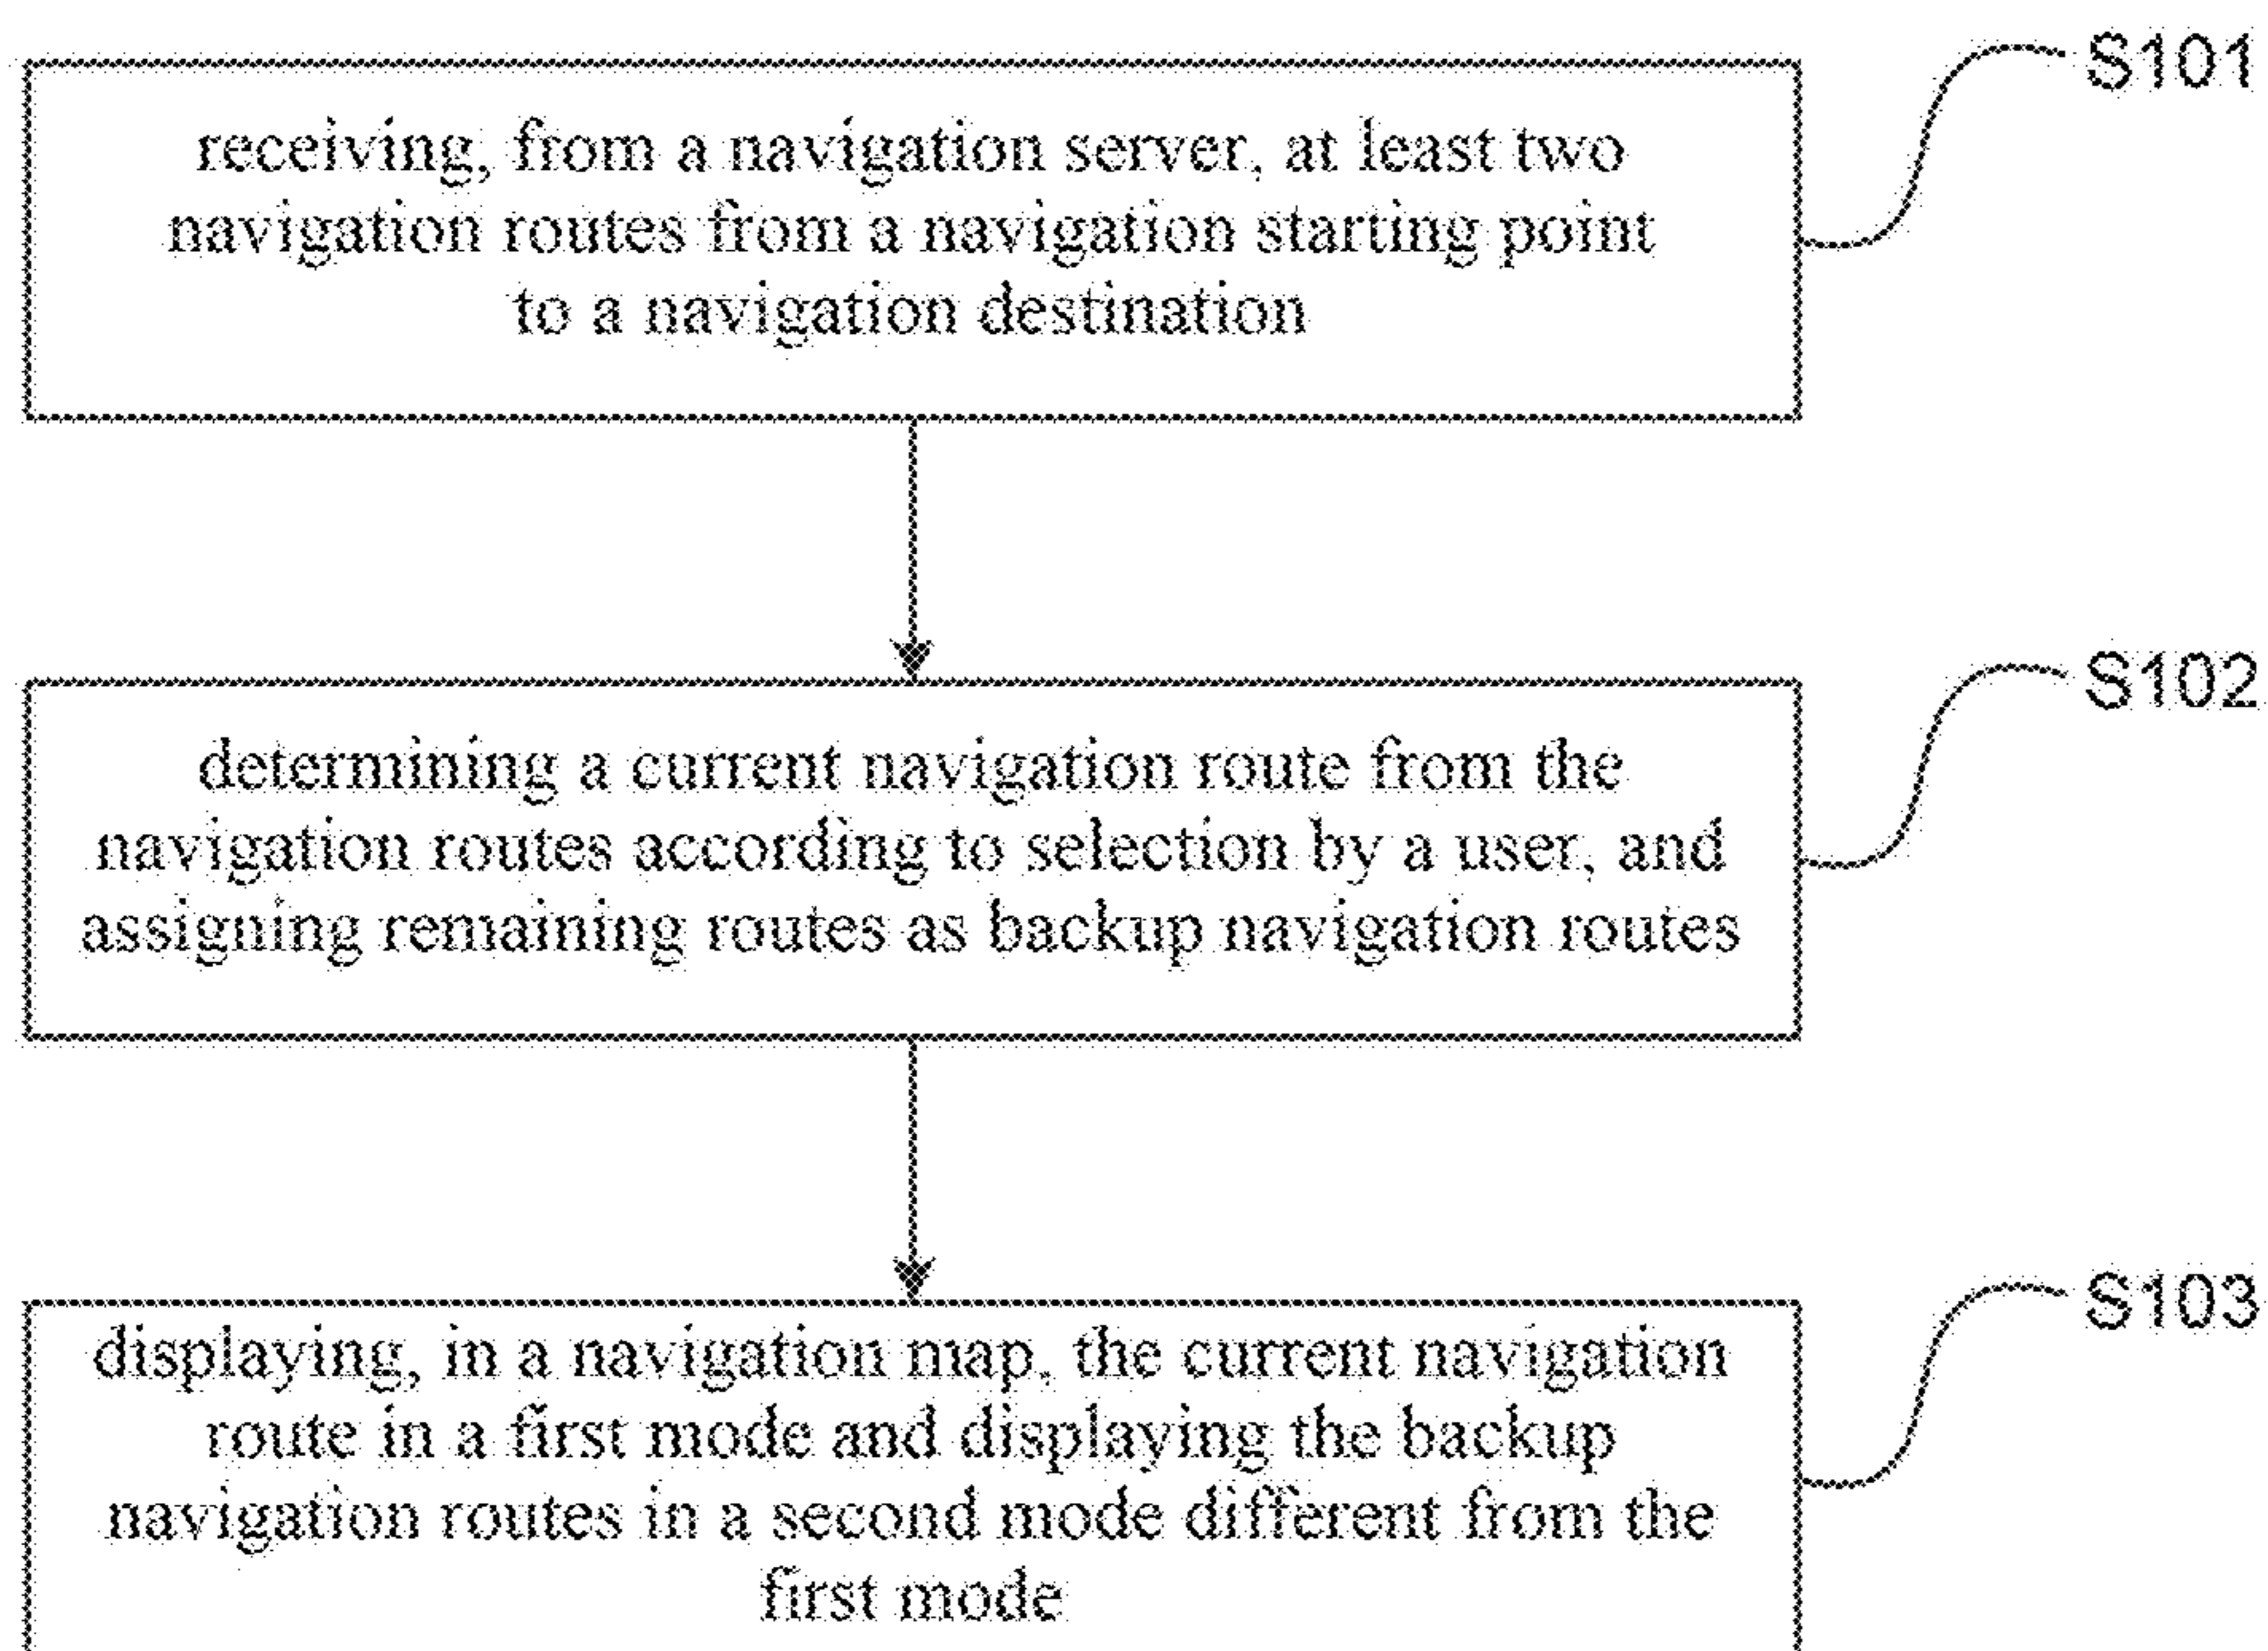 S101
receiving, from a navigation server, at least two
navigation routes from a navigation starting point
to a navigation destination
S102
determining a current navigation route from the
navigation routes according to selection by a user, and
assigning remaining routes as backup navigation routes
S103
displaying, in a navigation map, the current navigation
route in a first mode and displaying the backup
navigation routes in a second mode different from the
first mode